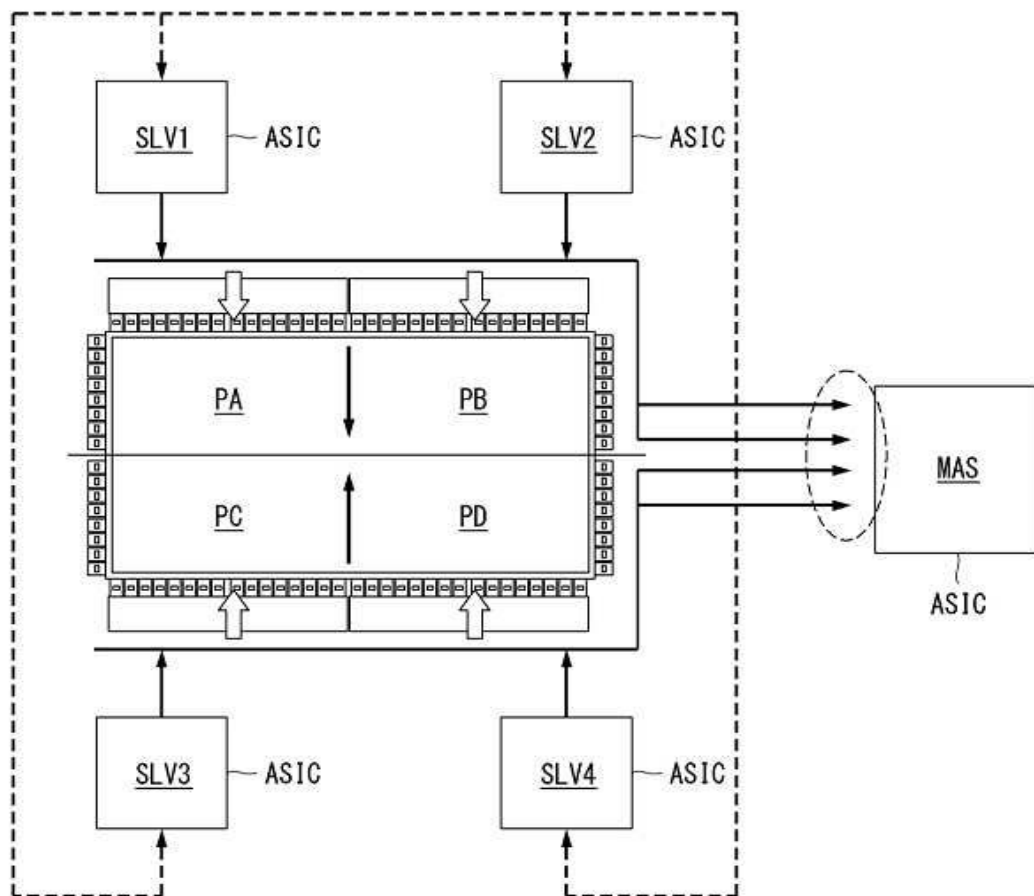 SLV1 ASIC SLV2 ASIC
PA PB
MAS
PC PD
ASIC
SLV3 ASIC SLV4 ASIC